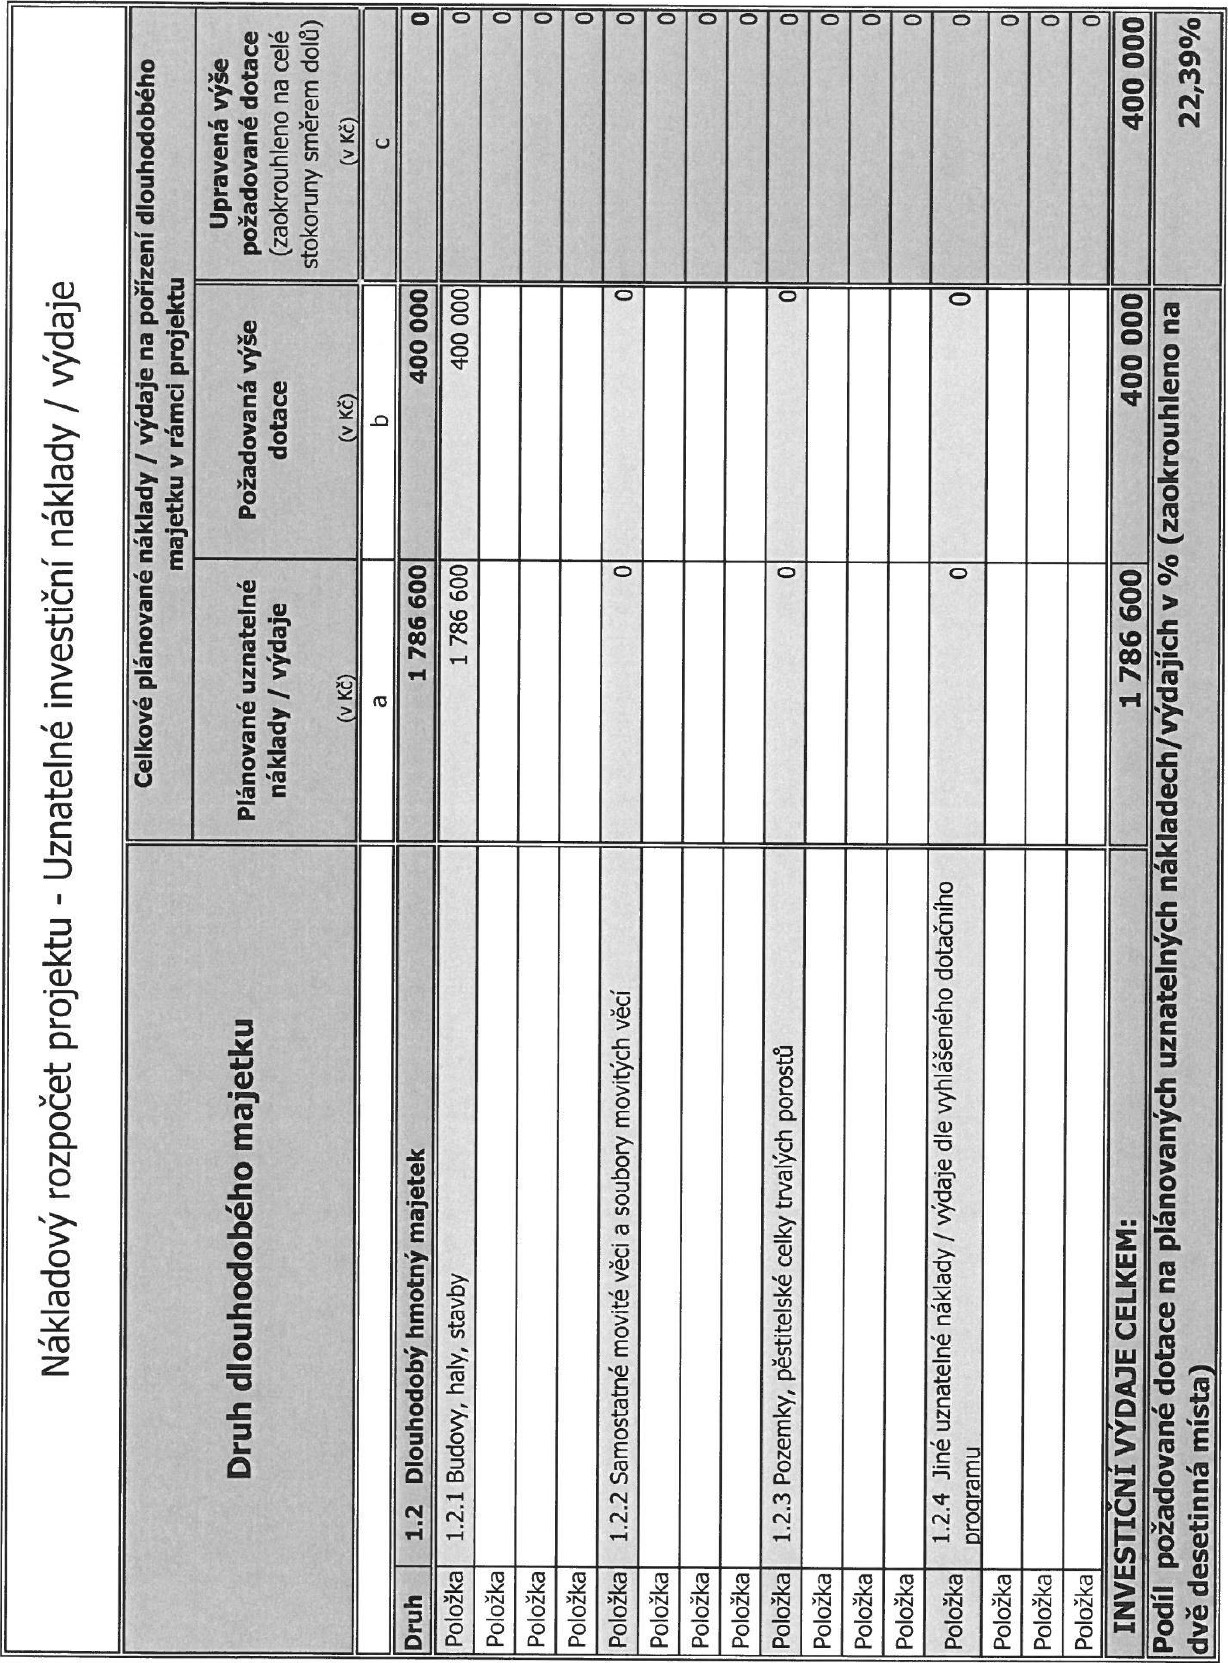 Nákladový rozpočet projektu - Uznatelné investiční náklady / výdaje
Druh dlouhodobého majetku
Celkové plánované náklady / výdaje na pořízení dlouhodobého
majetku v rámci projektu
Plánované uznatelné
náklady / výdaje
(v Kč)
Požadovaná výše
dotace
(v Kč)
Upravená výše
požadované dotace
(zaokrouhleno na celé
stokoruny směrem dolů)
(v Kč)
a b c
Druh 1.2 Dlouhodobý hmotný majetek 1 786 600 400 000 0
Položka 1.2.1 Budovy, haly, stavby 1 786 600 400 000 0
Položka 0
Položka 0
Položka 0
Položka 1.2.2 Samostatné movité věci a soubory movitých věcí 0 0 0
Položka 0
Položka 0
Položka 0
Položka 1.2.3 Pozemky, pěstitelské celky trvalých porostů 0 0 0
Položka 0
Položka 0
Položka 0
Položka 1.2.4 Jiné uznatelné náklady / výdaje dle vyhlášeného dotačního 0 0 0
programu
Položka 0
Položka 0
Položka 0
INVESTIČNÍ VÝDAJE CELKEM: 1 786 600 400 000 400 000
Podíl požadované dotace na plánovaných uznatelných nákladech/výdajích v % (zaokrouhleno na 22,39%
dvě desetinná místa)